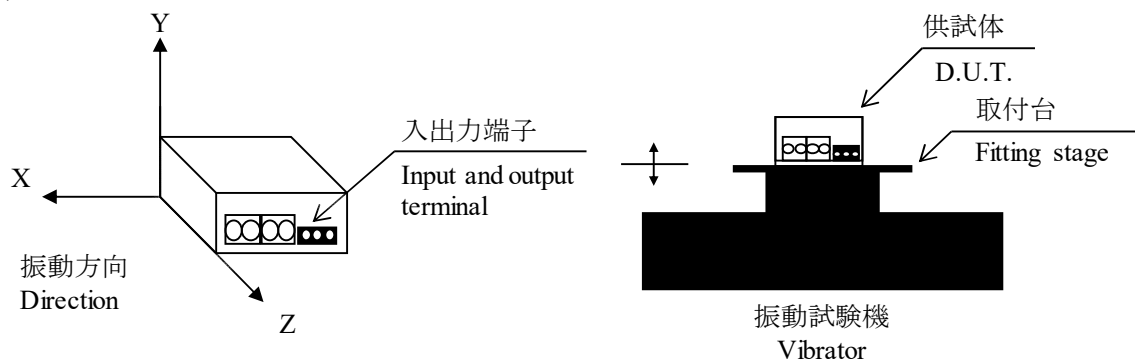 Y
X
Z
入出力端子
Input and output
terminal
振動方向
Direction
供試体
D.U.T.
取付台
Fitting stage
振動試験機
Vibrator